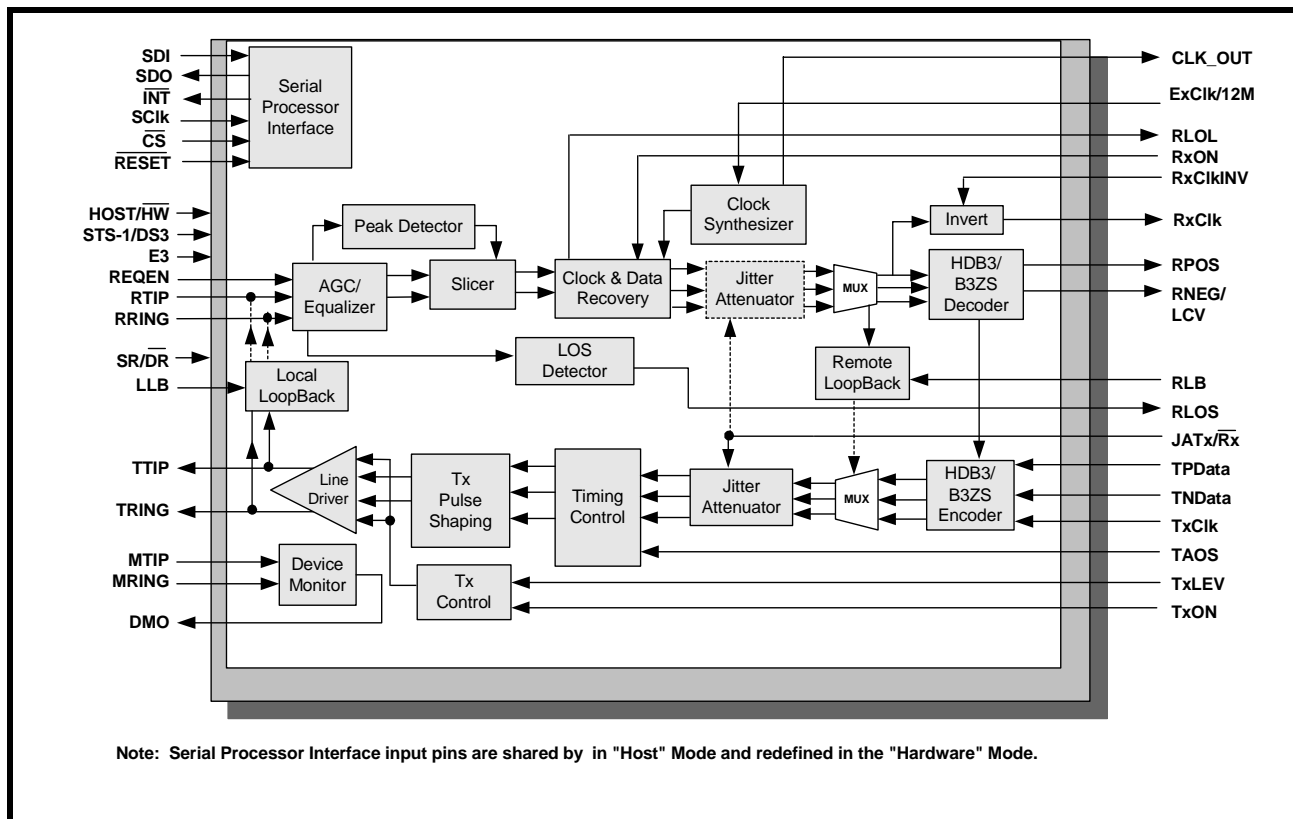 SDI
SDO
INT
SClk
CS
RESET
HOST/HW
STS-1/DS3
E3
REQEN
RTIP
RRING
SR/DR
LLB
TTIP
TRING
MTIP
MRING
DMO
Serial
Processor
Interface
Peak Detector
AGC/
Equalizer
Slicer
Clock & Data
Recovery
Clock
Synthesizer
Jitter
Attenuator
MUX
Invert
HDB3/
B3ZS
Decoder
LOS
Detector
Remote
LoopBack
Local
LoopBack
Line
Driver
Tx
Pulse
Shaping
Timing
Control
Jitter
Attenuator
MUX
HDB3/
B3ZS
Encoder
Device
Monitor
Tx
Control
CLK_OUT
ExClk/12M
RLOL
RxON
RxClkINV
RxClk
RPOS
RNEG/
LCV
RLB
RLOS
JATx/Rx
TPData
TNData
TxClk
TAOS
TxLEV
TxON
Note: Serial Processor Interface input pins are shared by in "Host" Mode and redefined in the "Hardware" Mode.